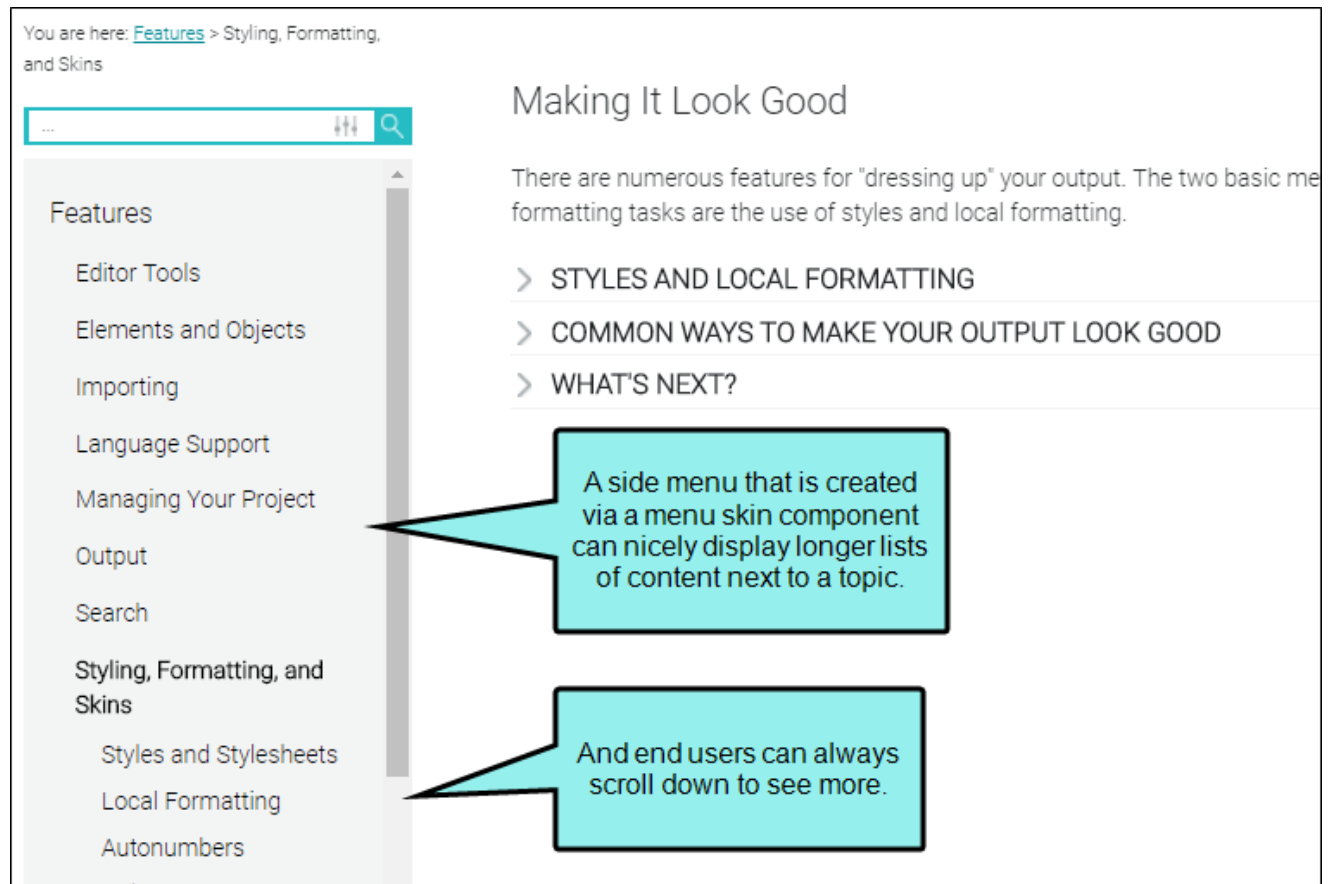 You are here: Features > Styling, Formatting,
and Skins
...
Features
Editor Tools
Elements and Objects
Importing
Language Support
Managing Your Project
Output
Search
Styling, Formatting, and
Skins
Styles and Stylesheets
Local Formatting
Autonumbers
Making It Look Good
There are numerous features for "dressing up" your output. The two basic me
formatting tasks are the use of styles and local formatting.
STYLES AND LOCAL FORMATTING
COMMON WAYS TO MAKE YOUR OUTPUT LOOK GOOD
WHAT'S NEXT?
A side menu that is created
via a menu skin component
can nicely display longer lists
of content next to a topic.
And end users can always
scroll down to see more.